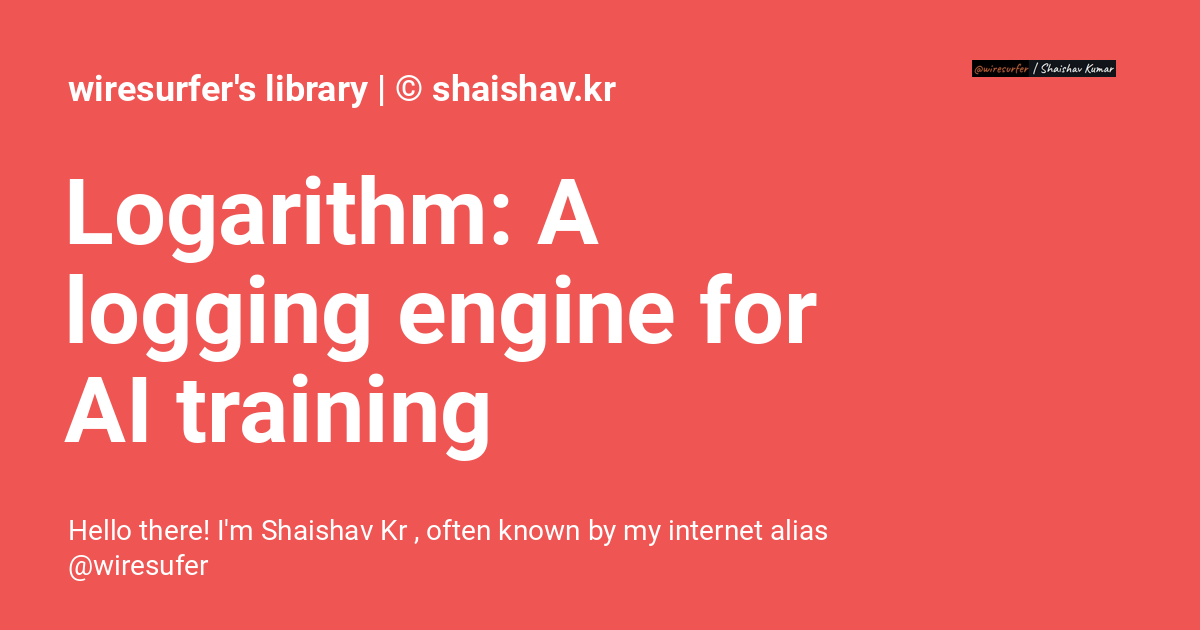 wiresurfer's library | © shaishav.kr
@wiresurfer / Shaishav Kumar
Logarithm: A
logging engine for
AI training
Hello there! I'm Shaishav Kr , often known by my internet alias
@wiresufer